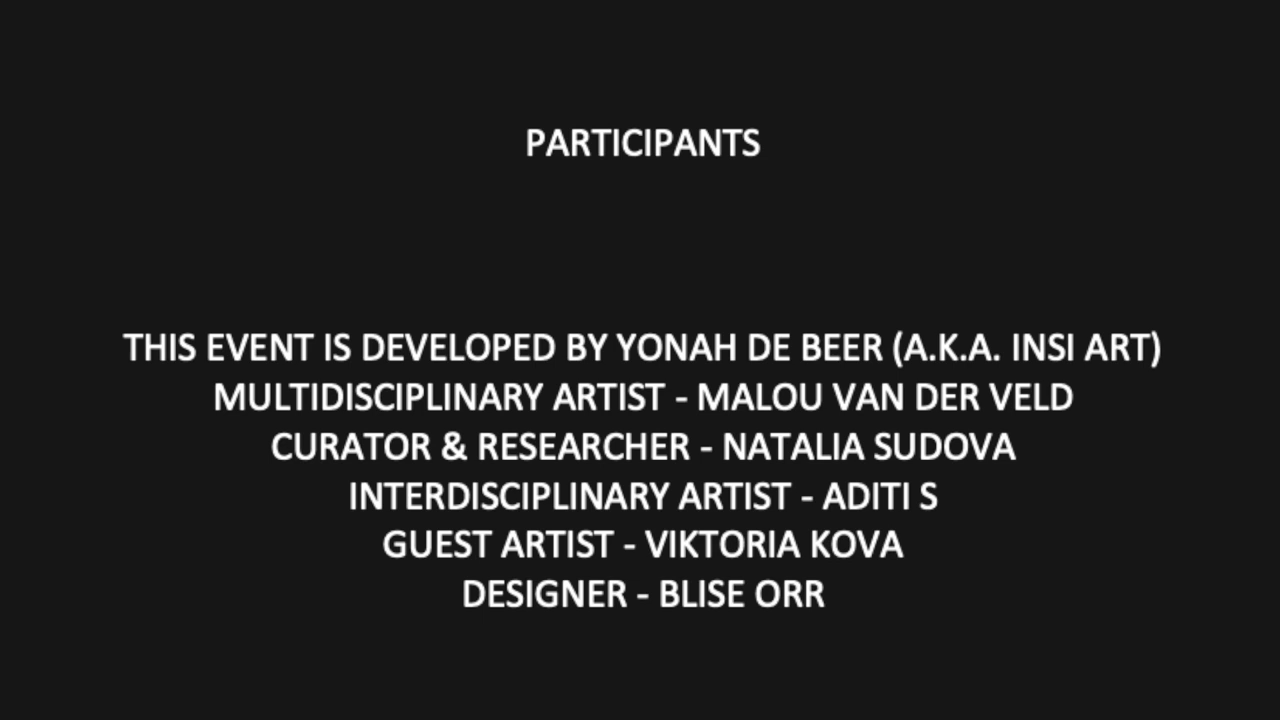 PARTICIPANTS
THIS EVENT IS DEVELOPED BY YONAH DE BEER (A.K.A. INSI ART)
MULTIDISCIPLINARY ARTIST - MALOU VAN DER VELD
CURATOR & RESEARCHER - NATALIA SUDOVA
INTERDISCIPLINARY ARTIST - ADITI S
GUEST ARTIST - VIKTORIA KOVA
DESIGNER - BLISE ORR